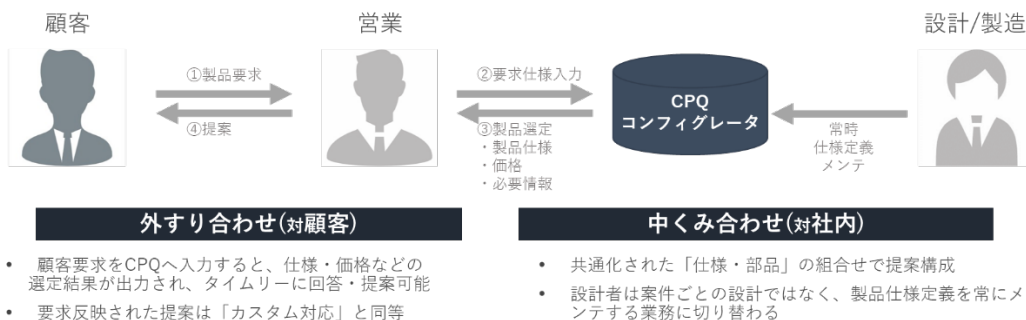 顧客
営業
設計/製造
①製品要求
④提案
②要求仕様入力
③製品選定
・製品仕様
・価格
・必要情報
CPQ
コンフィグレータ
常時
仕様定義
メンテ
外すり合わせ(対顧客)
• 顧客要求をCPQへ入力すると、仕様・価格などの
選定結果が出力され、タイムリーに回答・提案可能
• 要求反映された提案は「カスタム対応」と同等
中くみ合わせ(対社内)
• 共通化された「仕様・部品」の組合せで提案構成
• 設計者は案件ごとの設計ではなく、製品仕様定義を常にメ
ンテする業務に切り替わる